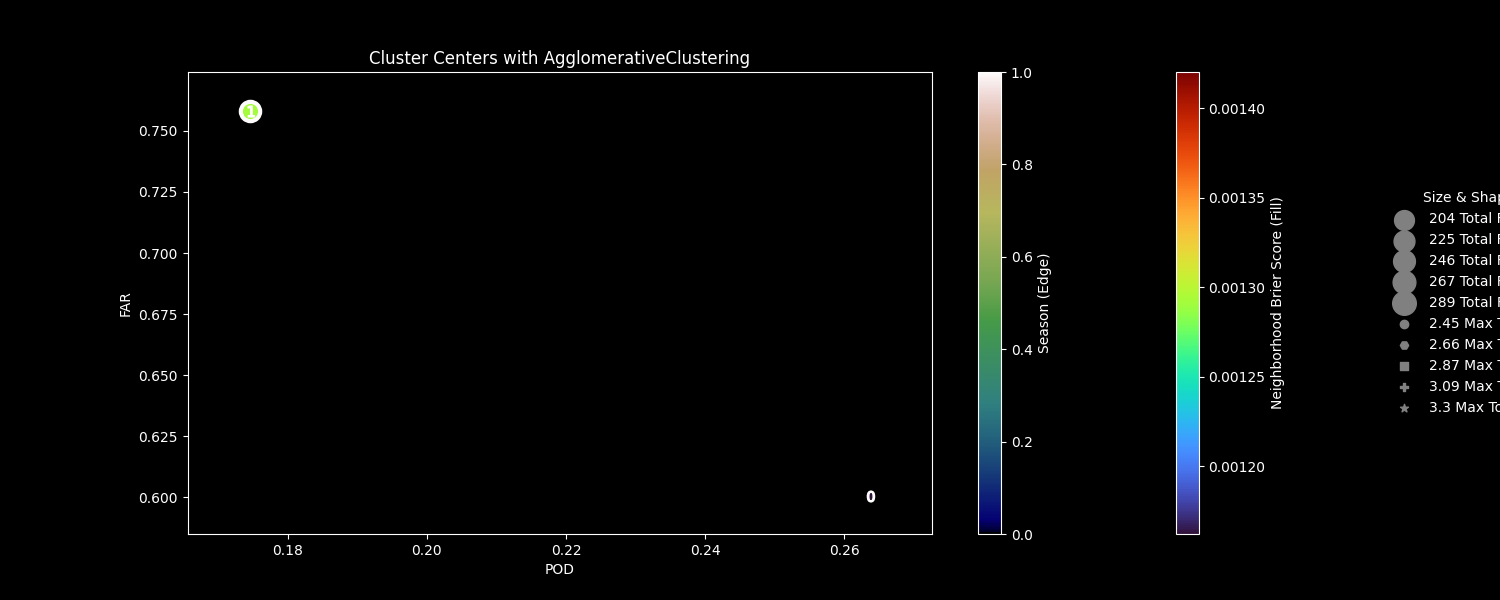 Cluster Centers with AgglomerativeClustering
0.750
0.725
0.700
0.675
0.650
0.625
0.600
FAR
0.18
0.20
0.22
0.24
0.26
POD
1
0
1.0
0.8
0.6
0.4
0.2
0.0
Season (Edge)
0.00140
0.00135
0.00130
0.00125
0.00120
Neighborhood Brier Score (Fill)
Size & Shap
204 Total
225 Total
246 Total
267 Total
289 Total
2.45 Max
2.66 Max
2.87 Max
3.09 Max
3.3 Max To